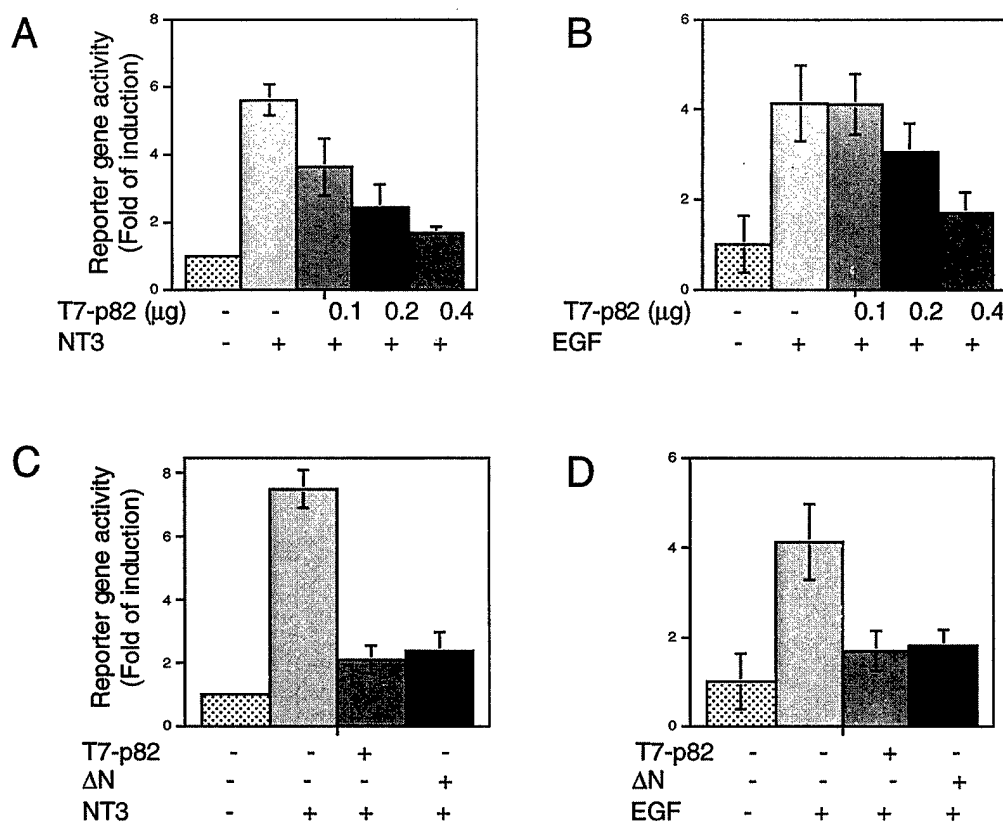 A
Reporter gene activity
(Fold of induction)
8
6
4
2
0
T7-p82 (μg) - - 0.1 0.2 0.4
NT3 - + + + +
B
6
4
2
0
T7-p82 (μg) - - 0.1 0.2 0.4
EGF - + + + +
C
Reporter gene activity
(Fold of induction)
8
6
4
2
0
T7-p82 - - + -
ΔN - - - +
NT3 - + + +
D
6
4
2
0
T7-p82 - - + -
ΔN - - - +
EGF - + + +